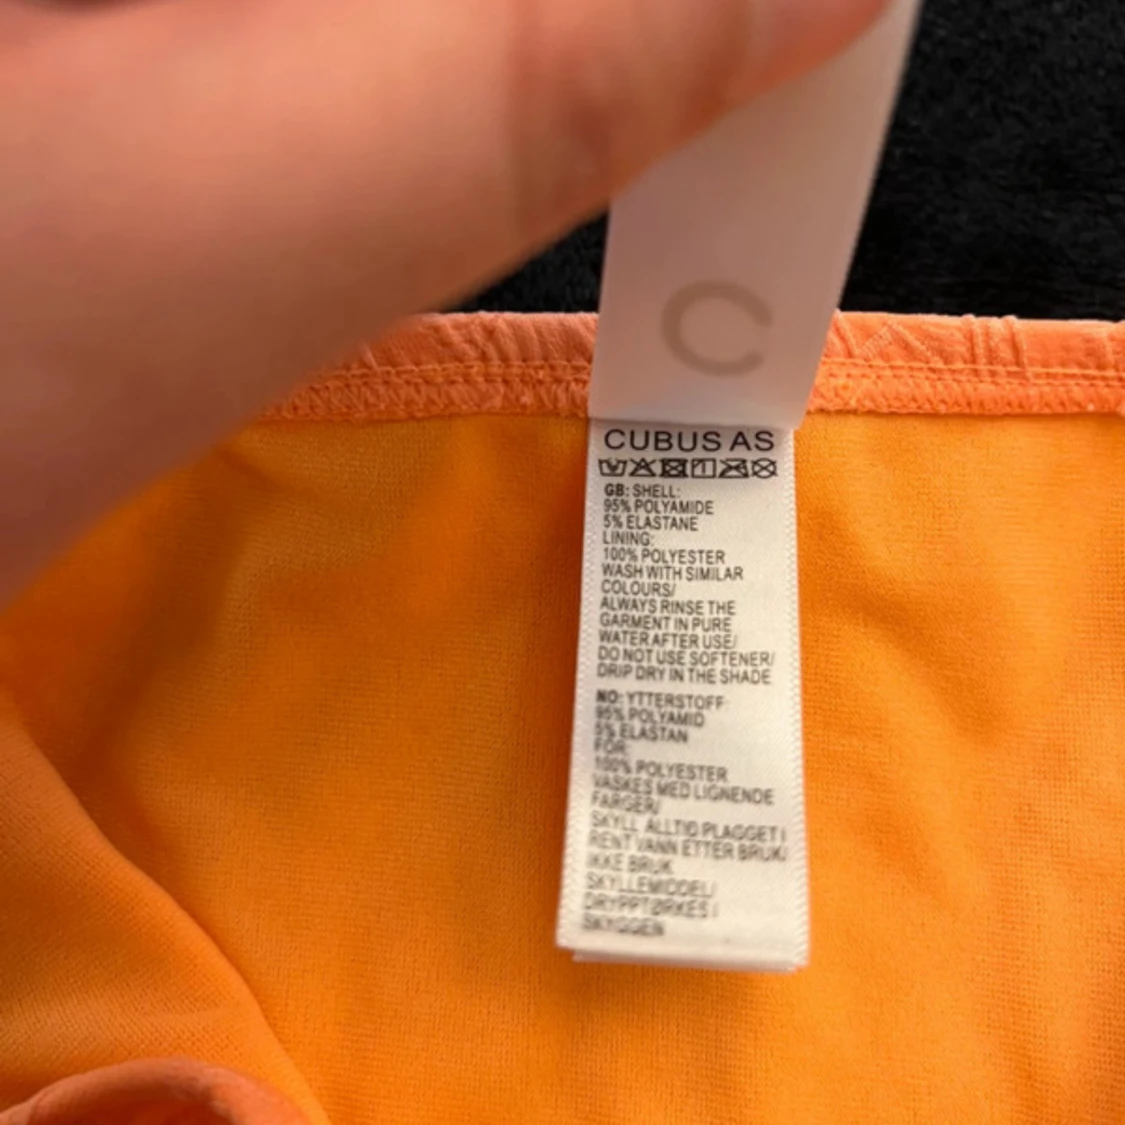 C
CUBUS AS
GB: SHELL:
95% POLYAMIDE
5% ELASTANE
LINING:
100% POLYESTER
WASH WITH SIMILAR
COLOURS/
ALWAYS RINSE THE
GARMENT IN PURE
WATER AFTER USE/
DO NOT USE SOFTENER/
DRIP DRY IN THE SHADE
NO: YTTERSTOFF:
95% POLYAMID
5% ELASTAN
FOR:
100% POLYESTER
VASKES MED LIGNENDE
FARGER/
SKYLL ALLTID PLAGGET I
RENT VANN ETTER BRUK/
IKKE BRUK
SKYLLEMIDDEL/
DRYPPTØRKES I
SKYGGEN